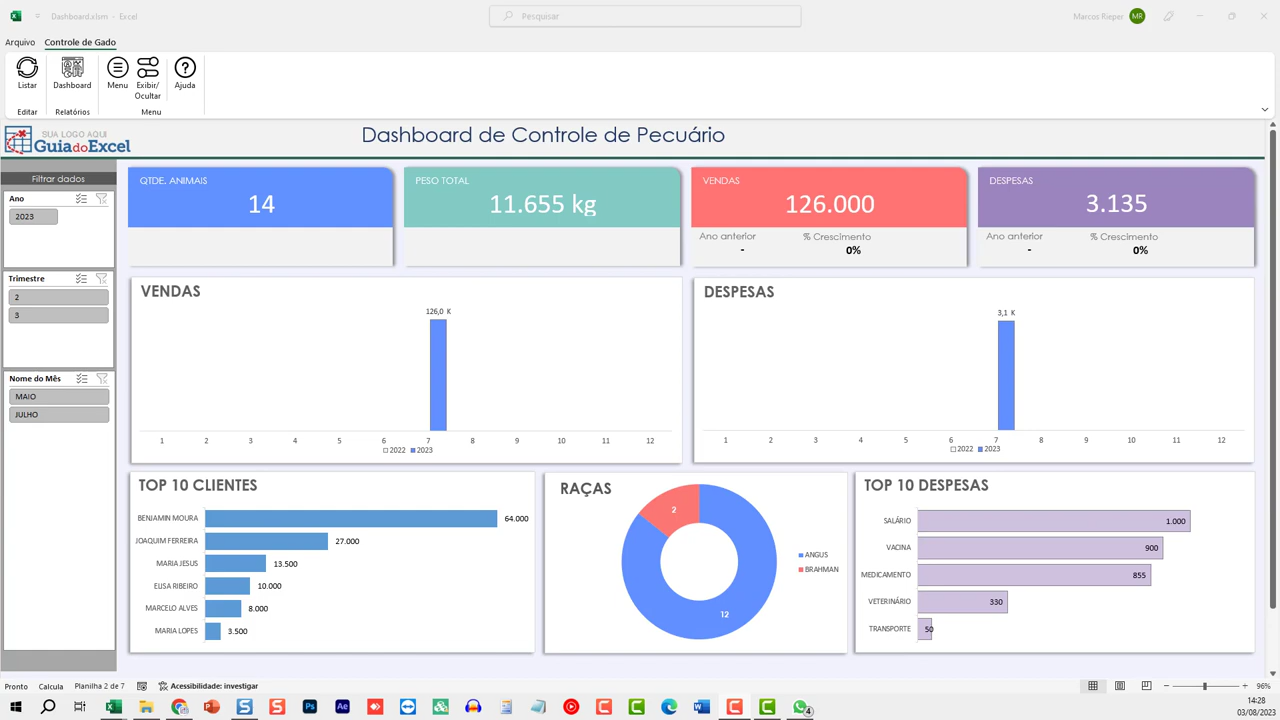 Dashboard.xlsm - Excel
Pesquisar
Marcos Rieper
MR
Arquivo
Controle de Gado
Listar
Dashboard
Menu
Exibir/
Ocultar
Ajuda
Editar
Relatórios
Menu
SUA LOGO AQUI
GuiadoExcel
Dashboard de Controle de Pecuário
Filtrar dados
Ano
2023
Trimestre
2
3
Nome do Mês
MAIO
JULHO
QTDE. ANIMAIS
14
PESO TOTAL
11.655 kg
VENDAS
126.000
Ano anterior
% Crescimento
-
0%
DESPESAS
3.135
Ano anterior
% Crescimento
-
0%
VENDAS
126,0 K
1 2 3 4 5 6 7 8 9 10 11 12
2022 2023
DESPESAS
3,1 K
1 2 3 4 5 6 7 8 9 10 11 12
2022 2023
TOP 10 CLIENTES
BENJAMIN MOURA 64.000
JOAQUIM FERREIRA 27.000
MARIA JESUS 13.500
ELISA RIBEIRO 10.000
MARCELO ALVES 8.000
MARIA LOPES 3.500
RAÇAS
2
12
ANGUS
BRAHMAN
TOP 10 DESPESAS
SALÁRIO 1.000
VACINA 900
MEDICAMENTO 855
VETERINÁRIO 330
TRANSPORTE 50
Pronto
Calcula
Planilha 2 de 7
Acessibilidade: investigar
96%
14:28
03/08/2023